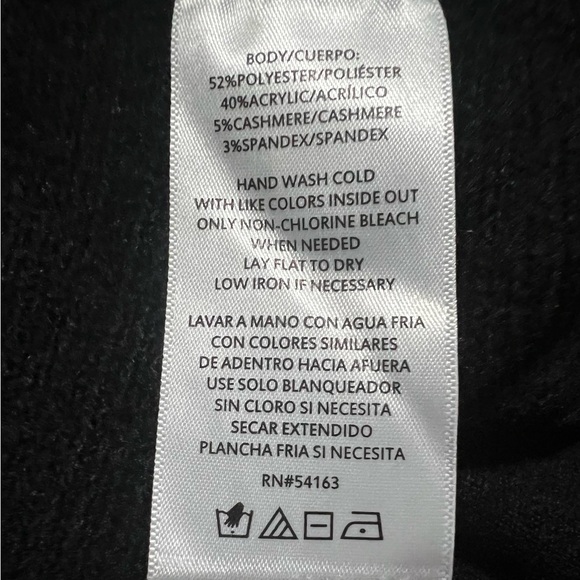 BODY/CUERPO:
52%POLYESTER/POLIÉSTER
40%ACRYLIC/ACRÍLICO
5%CASHMERE/CASHMERE
3%SPANDEX/SPANDEX
HAND WASH COLD
WITH LIKE COLORS INSIDE OUT
ONLY NON-CHLORINE BLEACH
WHEN NEEDED
LAY FLAT TO DRY
LOW IRON IF NECESSARY
LAVAR A MANO CON AGUA FRIA
CON COLORES SIMILARES
DE ADENTRO HACIA AFUERA
USE SOLO BLANQUEADOR
SIN CLORO SI NECESITA
SECAR EXTENDIDO
PLANCHA FRIA SI NECESITA
RN#54163